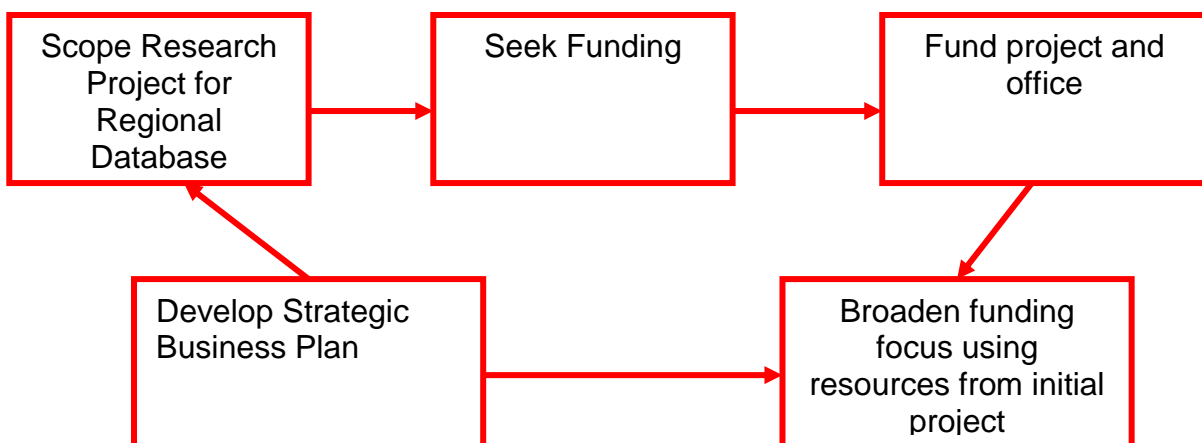 Scope Research
Project for
Regional
Database
Seek Funding
Fund project and
office
Develop Strategic
Business Plan
Broaden funding
focus using
resources from initial
project